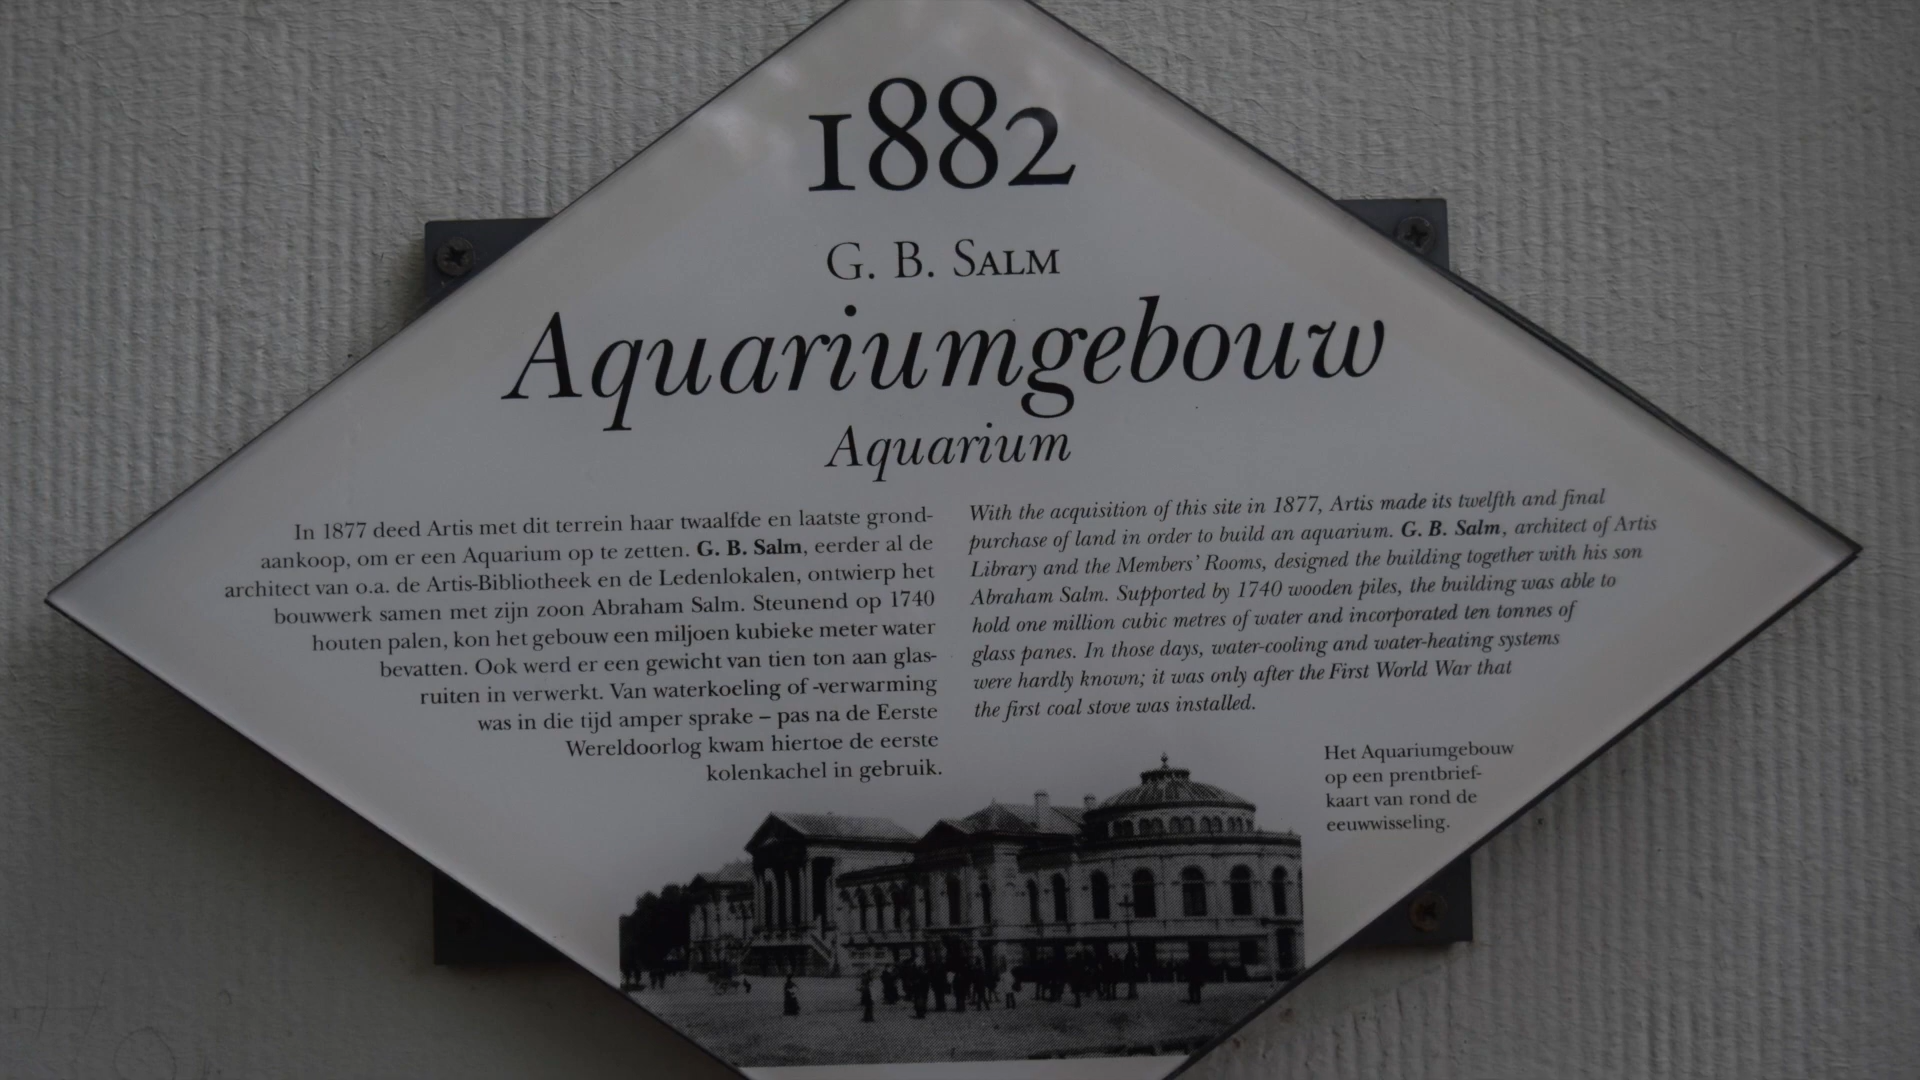 1882
G. B. Salm
Aquariumgebouw
Aquarium
In 1877 deed Artis met dit terrein haar twaalfde en laatste grond-
aankoop, om er een Aquarium op te zetten. G. B. Salm, eerder al de
architect van o.a. de Artis-Bibliotheek en de Ledenlokalen, ontwierp het
bouwwerk samen met zijn zoon Abraham Salm. Steunend op 1740
houten palen, kon het gebouw een miljoen kubieke meter water
bevatten. Ook werd er een gewicht van tien ton aan glas-
ruiten in verwerkt. Van waterkoeling of -verwarming
was in die tijd amper sprake – pas na de Eerste
Wereldoorlog kwam hiertoe de eerste
kolenkachel in gebruik.
With the acquisition of this site in 1877, Artis made its twelfth and final
purchase of land in order to build an aquarium. G. B. Salm, architect of Artis
Library and the Members' Rooms, designed the building together with his son
Abraham Salm. Supported by 1740 wooden piles, the building was able to
hold one million cubic metres of water and incorporated ten tonnes of
glass panes. In those days, water-cooling and water-heating systems
were hardly known; it was only after the First World War that
the first coal stove was installed.
Het Aquariumgebouw
op een prentbrief-
kaart van rond de
eeuwwisseling.